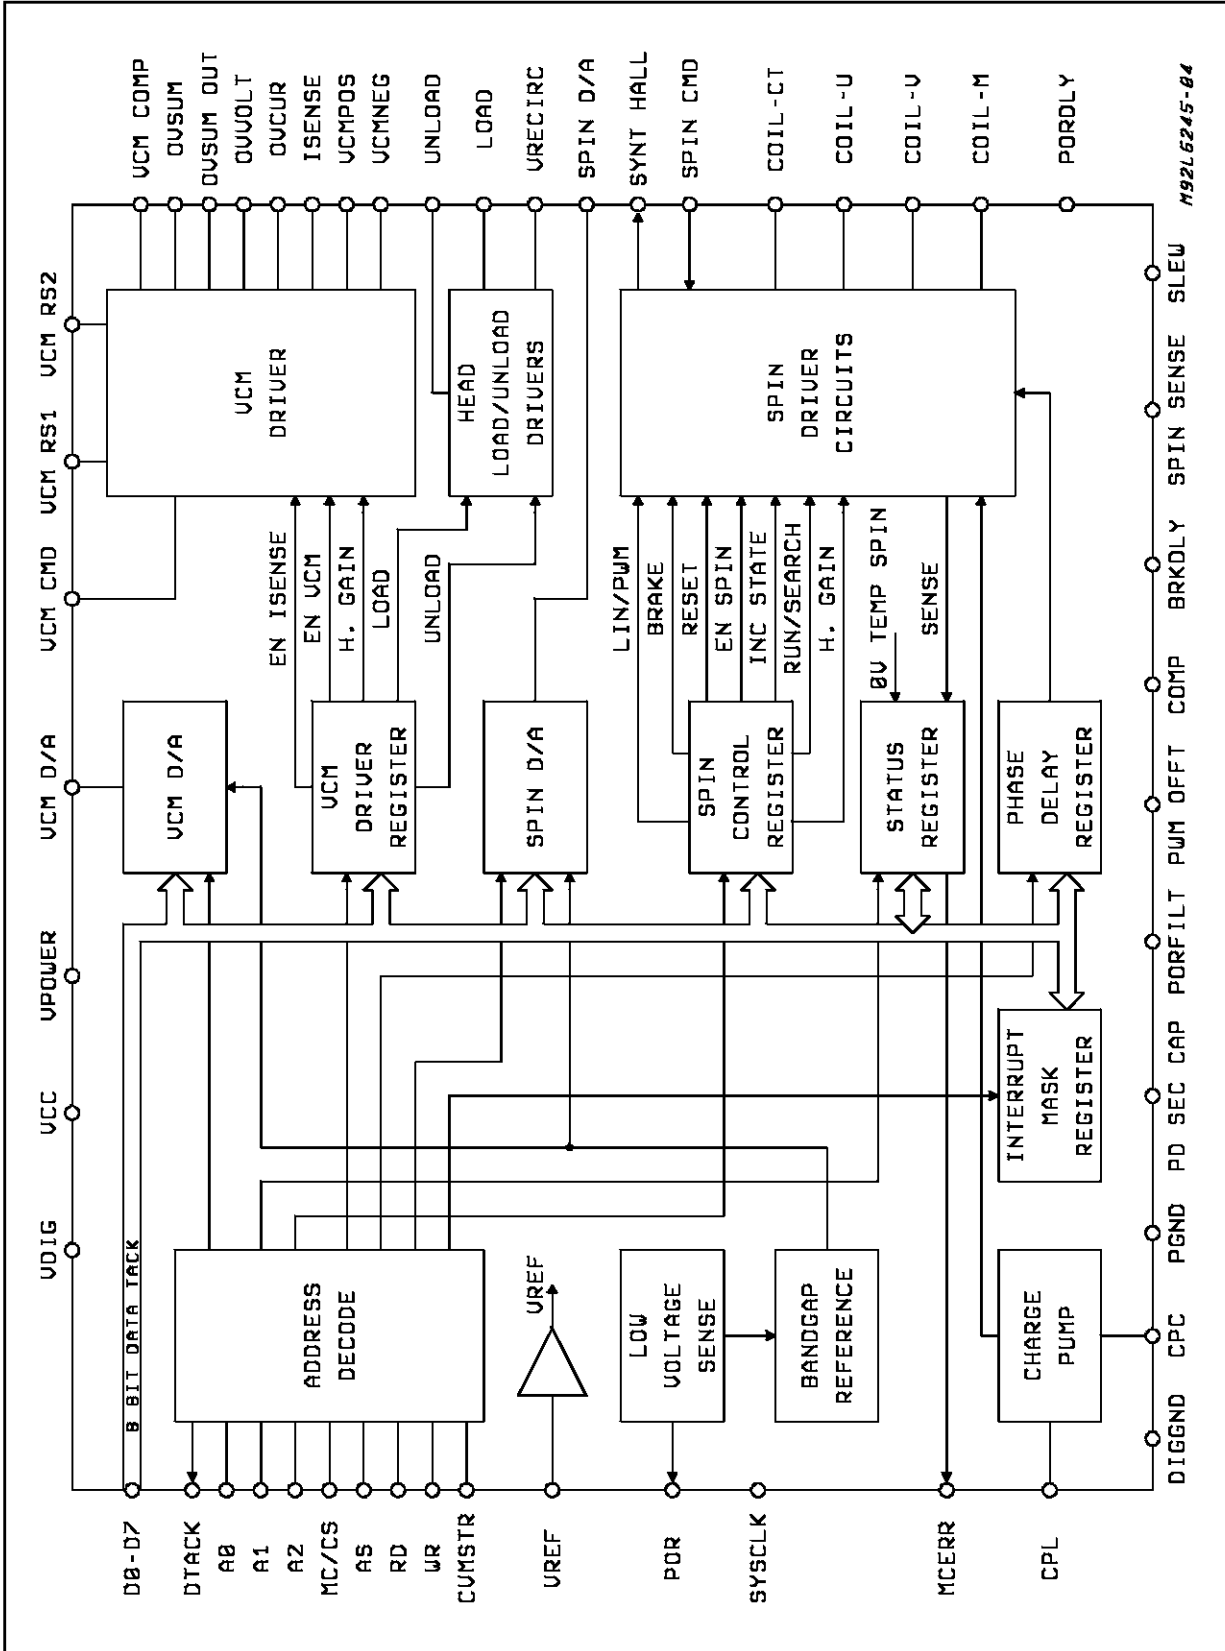 VDIG
VCC
VPOWER
VCM D/A
VCM CMD
VCM RS1
VCM RS2
D0-D7
DTACK
A0
A1
A2
MC/CS
AS
RD
WR
CVMSTR
VREF
POR
SYSCLK
MCERR
CPL
8 BIT DATA TACK
ADDRESS
DECODE
VREF
LOW
VOLTAGE
SENSE
BANDGAP
REFERENCE
CHARGE
PUMP
INTERRUPT
MASK
REGISTER
VCM D/A
VCM
DRIVER
REGISTER
SPIN D/A
SPIN
CONTROL
REGISTER
STATUS
REGISTER
PHASE
DELAY
REGISTER
EN ISENSE
EN VCM
H. GAIN
LOAD
UNLOAD
LIN/PWM
BRAKE
RESET
EN SPIN
INC STATE
RUN/SEARCH
H. GAIN
0V TEMP SPIN
SENSE
VCM
DRIVER
HEAD
LOAD/UNLOAD
DRIVERS
SPIN
DRIVER
CIRCUITS
VCM COMP
OVSUM
OVSUM OUT
OVVOLT
OVCUR
ISENSE
VCMPOS
VCMNEG
UNLOAD
LOAD
VRECIRC
SPIN D/A
SYNT HALL
SPIN CMD
COIL-CT
COIL-U
COIL-V
COIL-M
PORDLY
DIGGND
CPC
PGND
PD SEC CAP
PORFILT
PWM OFFT
COMP
BRKDLY
SPIN SENSE
SLEW
M92L6245-04